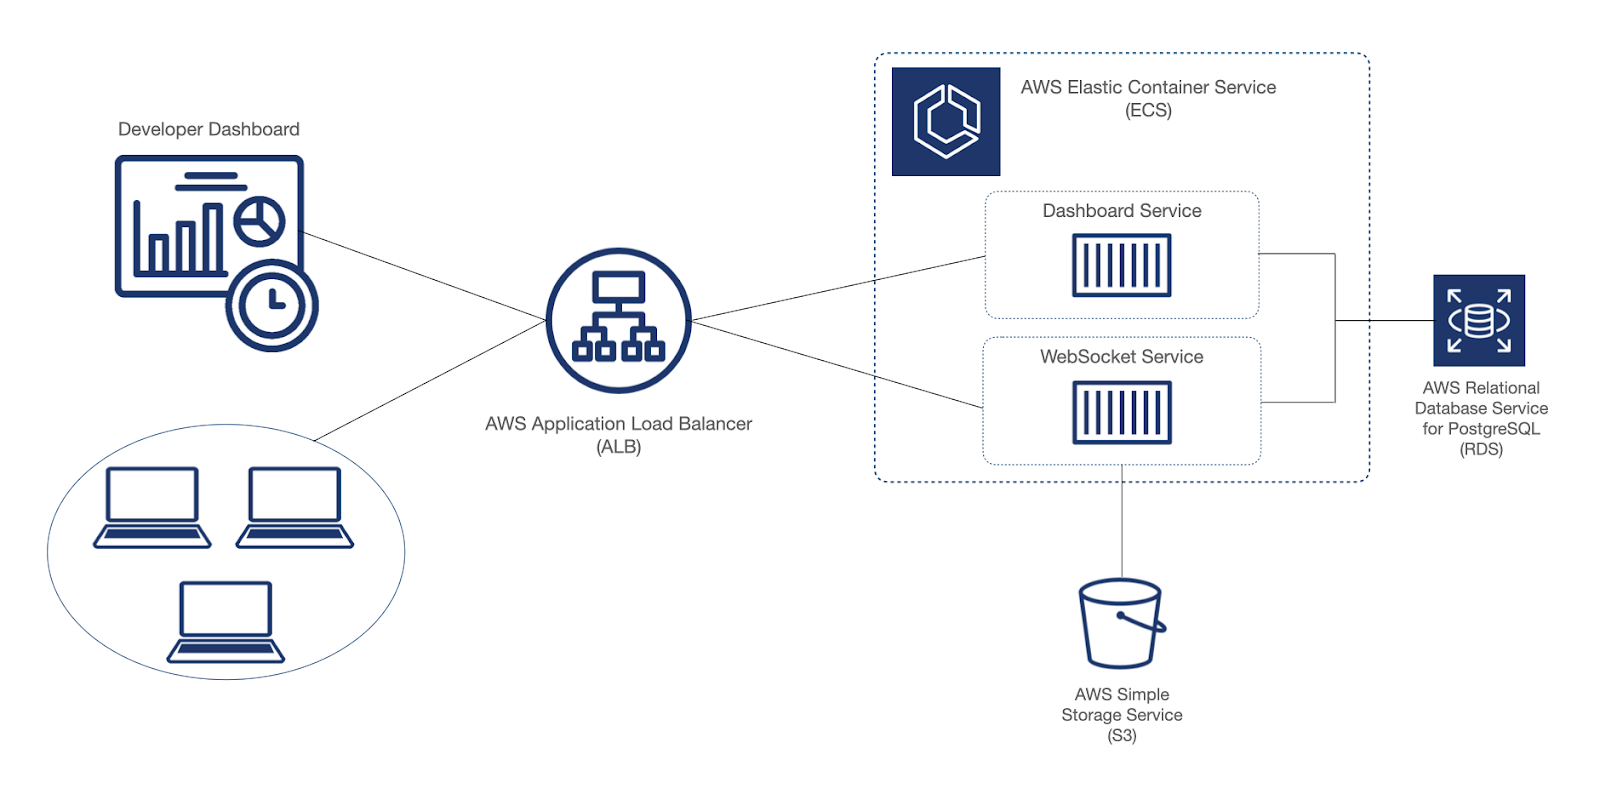 Developer Dashboard
AWS Application Load Balancer
(ALB)
AWS Elastic Container Service
(ECS)
Dashboard Service
WebSocket Service
AWS Relational
Database Service
for PostgreSQL
(RDS)
AWS Simple
Storage Service
(S3)